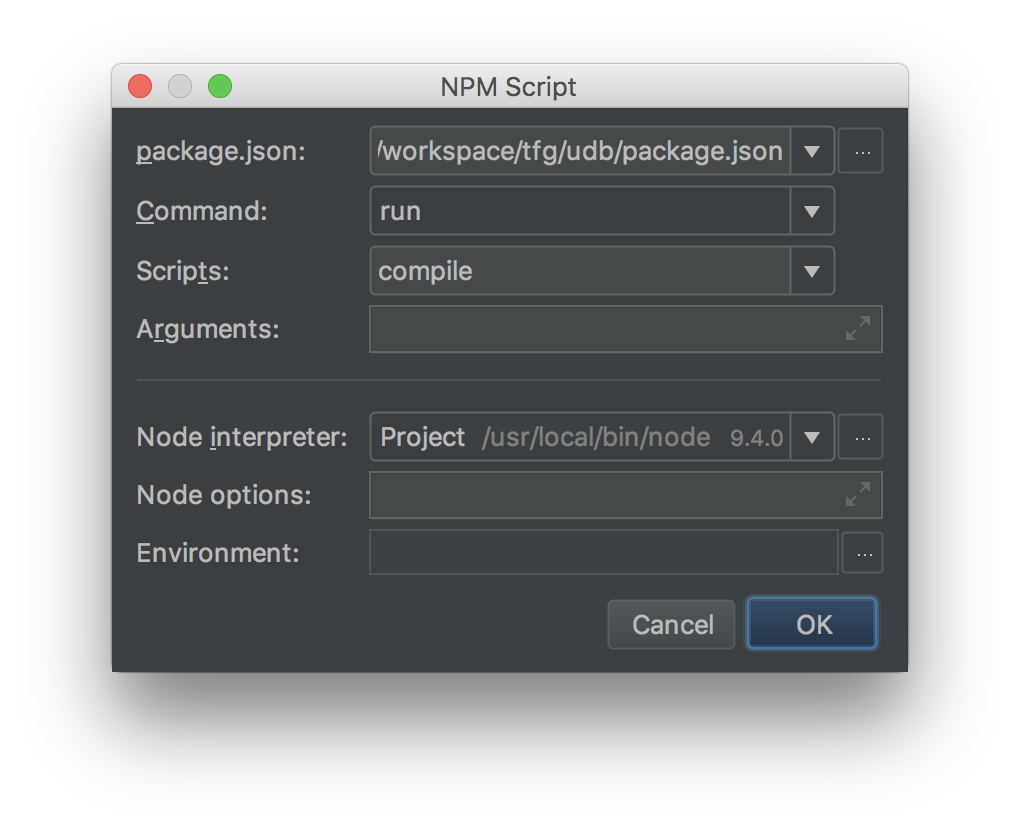 NPM Script
package.json: /workspace/tfg/udb/package.json ...
Command: run
Scripts: compile
Arguments:
Node interpreter: Project /usr/local/bin/node 9.4.0 ...
Node options:
Environment: ...
Cancel OK